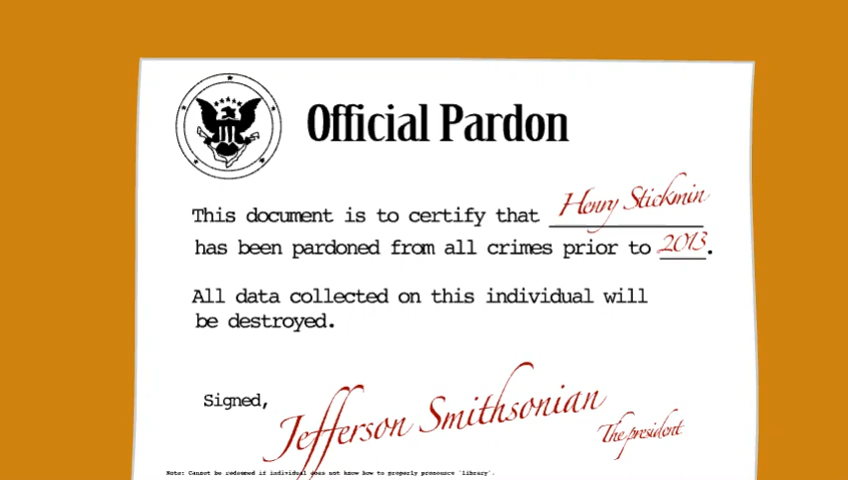 Official Pardon
This document is to certify that Henry Stickmin
has been pardoned from all crimes prior to 2013.
All data collected on this individual will
be destroyed.
Signed, Jefferson Smithsonian
The president
Note: Cannot be redeemed if individual does not know how to properly pronounce 'library'.